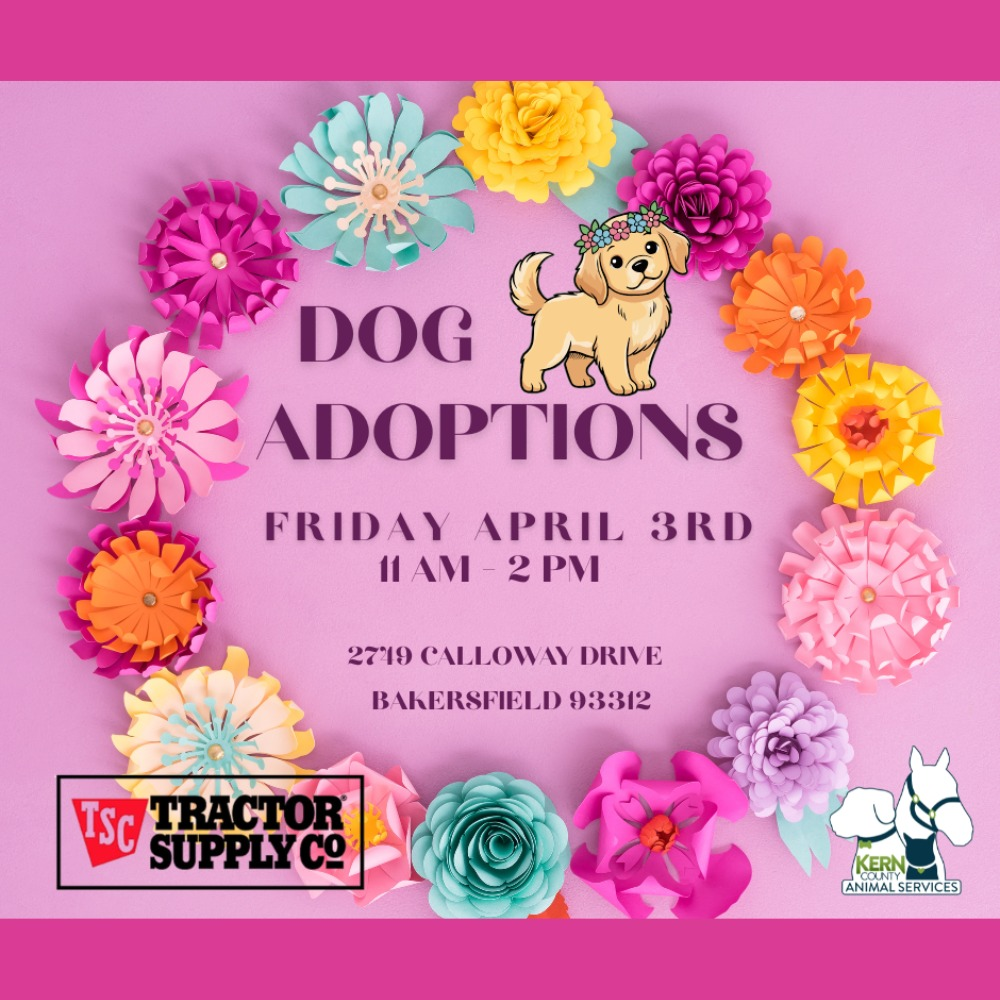 DOG
ADOPTIONS
FRIDAY APRIL 3RD
11 AM - 2 PM
2749 CALLOWAY DRIVE
BAKERSFIELD 93312
TSC TRACTOR
SUPPLY CO
KERN
COUNTY
ANIMAL SERVICES